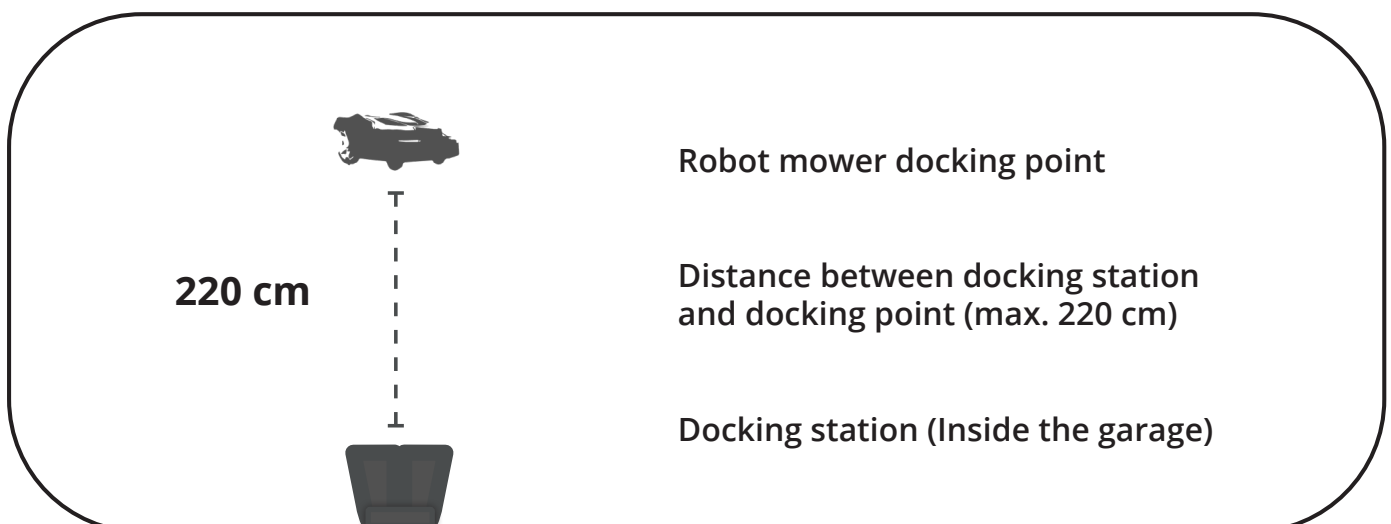 Robot mower docking point
220 cm
Distance between docking station
and docking point (max. 220 cm)
Docking station (Inside the garage)